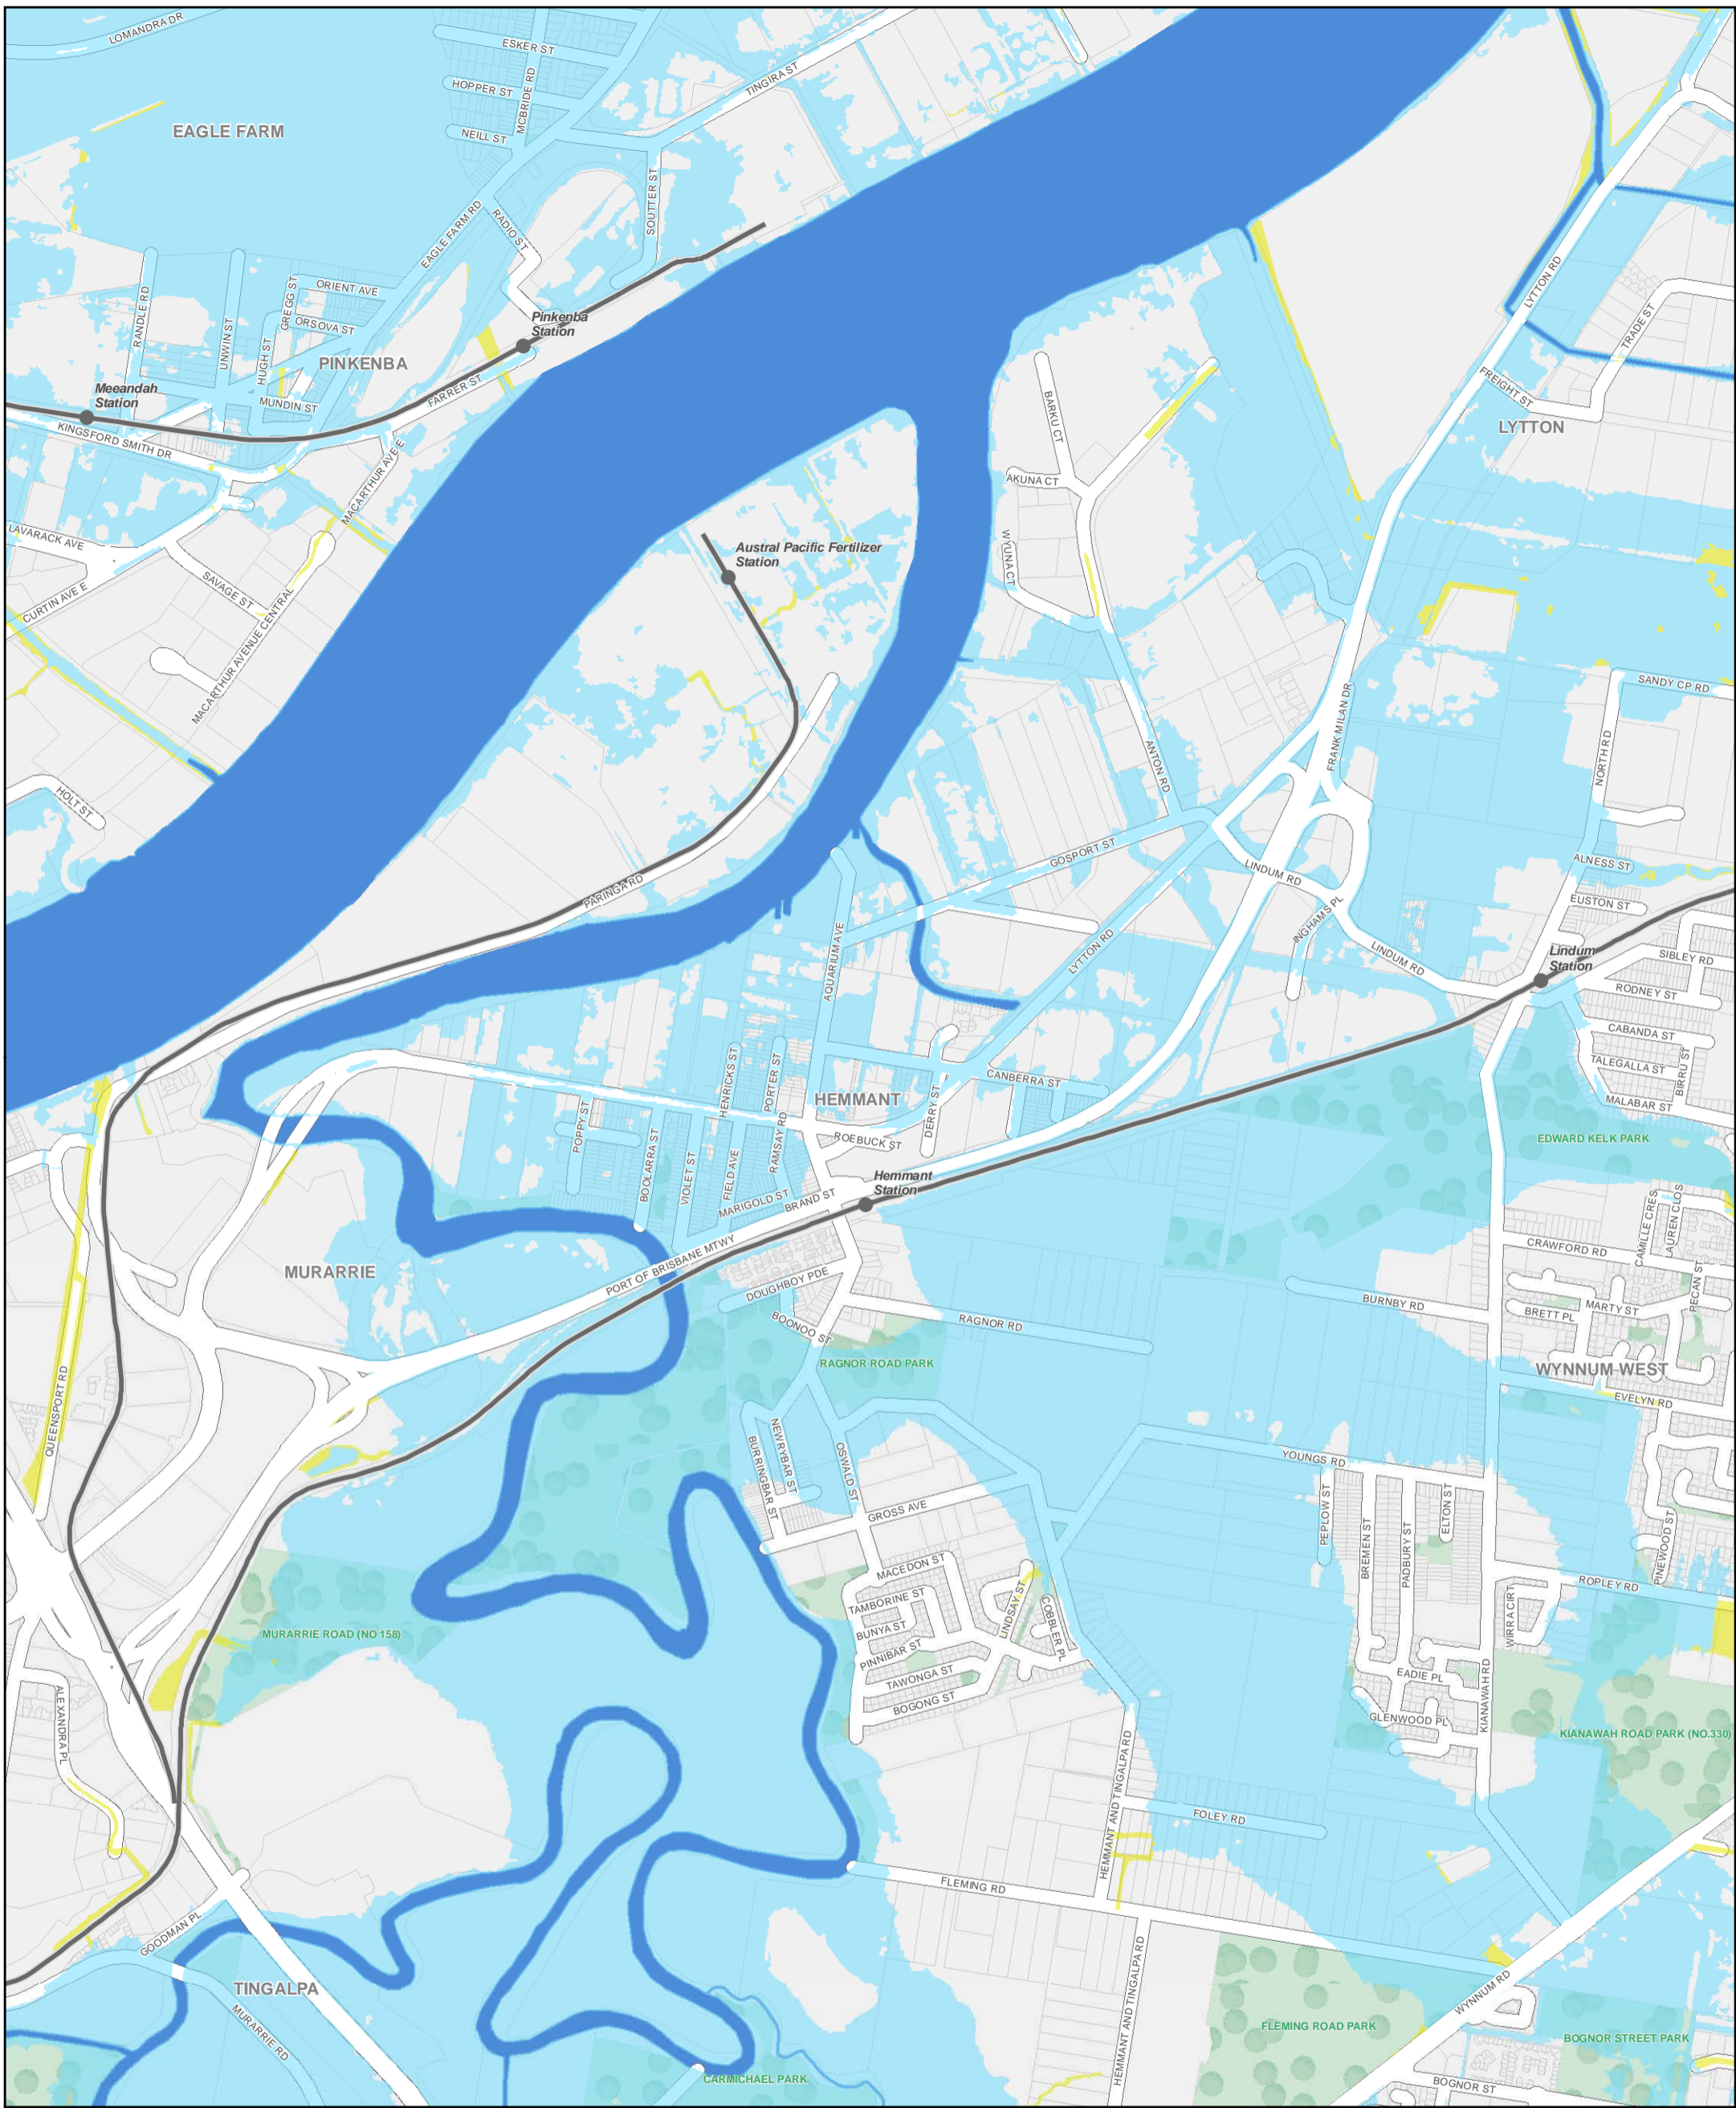 LOMANDRA DR
ESKER ST
HOPPER ST
MCBRIDE RD
NEILL ST
TINGIRA ST
EAGLE FARM
SOUTTER ST
EAGLE FARM RD
RADIO ST
RANDLE RD
UNWIN ST
GREGG ST
ORIENT AVE
ORSOVA ST
HUGH ST
Pinkenba
Station
PINKENBA
Meeandah
Station
MUNDIN ST
FARRER ST
KINGSFORD SMITH DR
MACARTHUR AVE E
LAVARACK AVE
SAVAGE ST
CURTIN AVE E
MACARTHUR AVENUE CENTRAL
HOLT ST
Austral Pacific Fertilizer
Station
PARINGA RD
BARKU CT
AKUNA CT
WYUNA CT
ANTON RD
LYTTON RD
TRADE ST
FREIGHT ST
LYTTON
SANDY CP RD
FRANK MILAN DR
NORTH RD
GOSPORT ST
LINDUM RD
ALNESS ST
EUSTON ST
INGHAMS PL
LINDUM RD
LYTTON RD
AQUARIUM AVE
Lindum
Station
SIBLEY RD
RODNEY ST
CABANDA ST
TALEGALLA ST
BIRRU ST
MALABAR ST
EDWARD KELK PARK
HENRICKS ST
PORTER ST
CANBERRA ST
HEMMANT
DERRY ST
POPPY ST
ROEBUCK ST
RAMSAY RD
BOOLARRA ST
VIOLET ST
FIELD AVE
MARIGOLD ST
BRAND ST
Hemmant
Station
MURARRIE
PORT OF BRISBANE MTWY
DOUGHBOY PDE
BOONOO ST
RAGNOR RD
RAGNOR ROAD PARK
CAMILLE CRES
LAUREN CLOS
CRAWFORD RD
BURNBY RD
BRETT PL
MARTY ST
PECAN ST
WYNNUM WEST
EVELYN RD
QUEENSPORT RD
NEWRYBAR ST
BURRINGBAR ST
OSWALD ST
YOUNGS RD
GROSS AVE
PEPLOW ST
BREMEN ST
PADBURY ST
ELTON ST
PINEWOOD ST
ROPLEY RD
WIRRA CIRT
MACEDON ST
TAMBORINE ST
BUNYA ST
PINNIBAR ST
TAWONGA ST
BOGONG ST
LINDSAY ST
COBBLER PL
MURARRIE ROAD (NO 158)
ALEXANDRA PL
EADIE PL
GLENWOOD PL
KIANAWAH RD
KIANAWAH ROAD PARK (NO.330)
HEMMANT AND TINGALPA RD
FOLEY RD
FLEMING RD
GOODMAN PL
TINGALPA
MURARRIE RD
HEMMANT AND TINGALPA RD
WYNNUM RD
FLEMING ROAD PARK
BOGNOR STREET PARK
CARMICHAEL PARK
BOGNOR ST